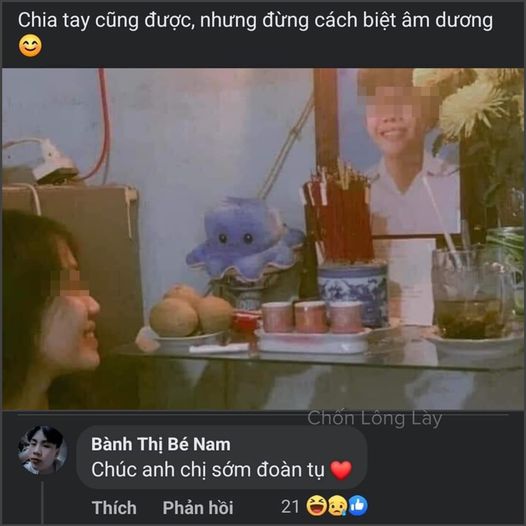 Chia tay cũng được, nhưng đừng cách biệt âm dương
😊
Chốn Lông Lày
Bành Thị Bé Nam
Chúc anh chị sớm đoàn tụ ❤️
Thích Phản hồi 21 😆😢👍